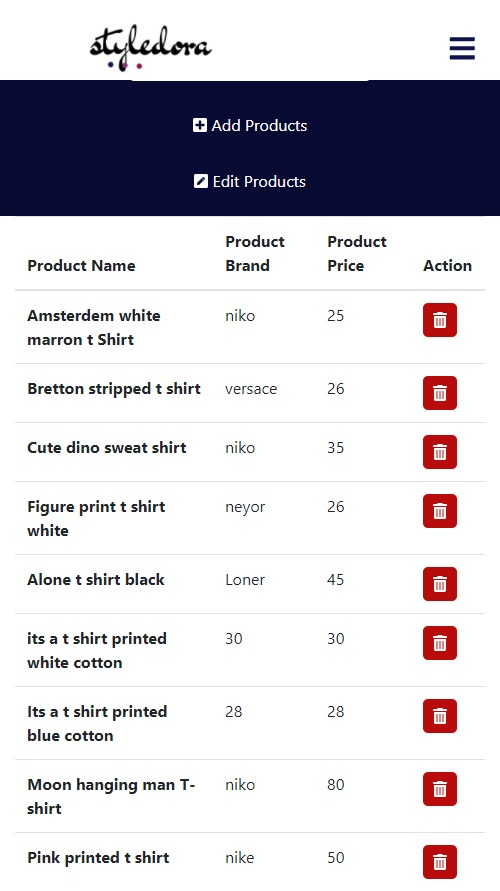 styledora
Add Products
Edit Products
Product Name Product Brand Product Price Action
Amsterdem white niko 25
marron t Shirt
Bretton stripped t shirt versace 26
Cute dino sweat shirt niko 35
Figure print t shirt neyor 26
white
Alone t shirt black Loner 45
its a t shirt printed 30 30
white cotton
Its a t shirt printed 28 28
blue cotton
Moon hanging man T- niko 80
shirt
Pink printed t shirt nike 50